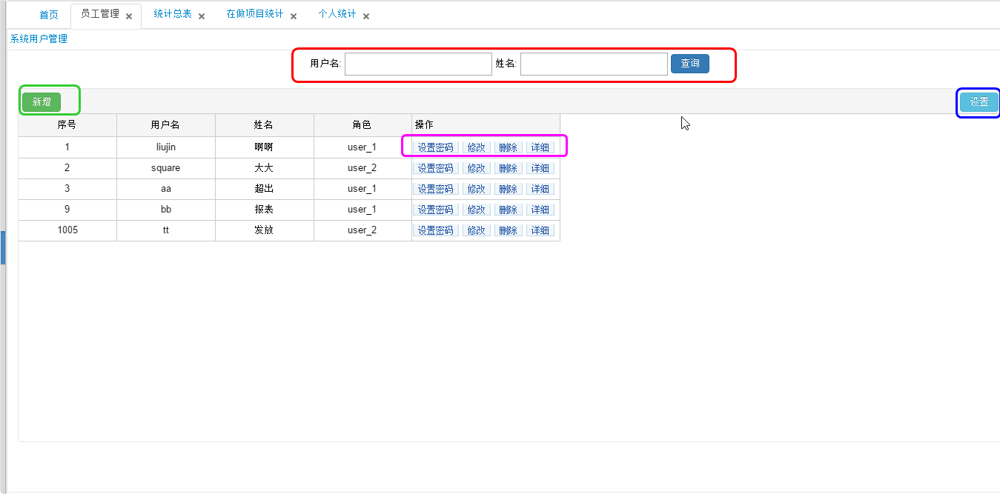 首页 员工管理 × 统计总表 × 在做项目统计 × 个人统计 ×
系统用户管理
用户名: 姓名: 查询
新增 设置
序号 用户名 姓名 角色 操作
1 liujin 啊啊 user_1 设置密码 修改 删除 详细
2 square 大大 user_2 设置密码 修改 删除 详细
3 aa 超出 user_1 设置密码 修改 删除 详细
9 bb 报表 user_1 设置密码 修改 删除 详细
1005 tt 发放 user_2 设置密码 修改 删除 详细